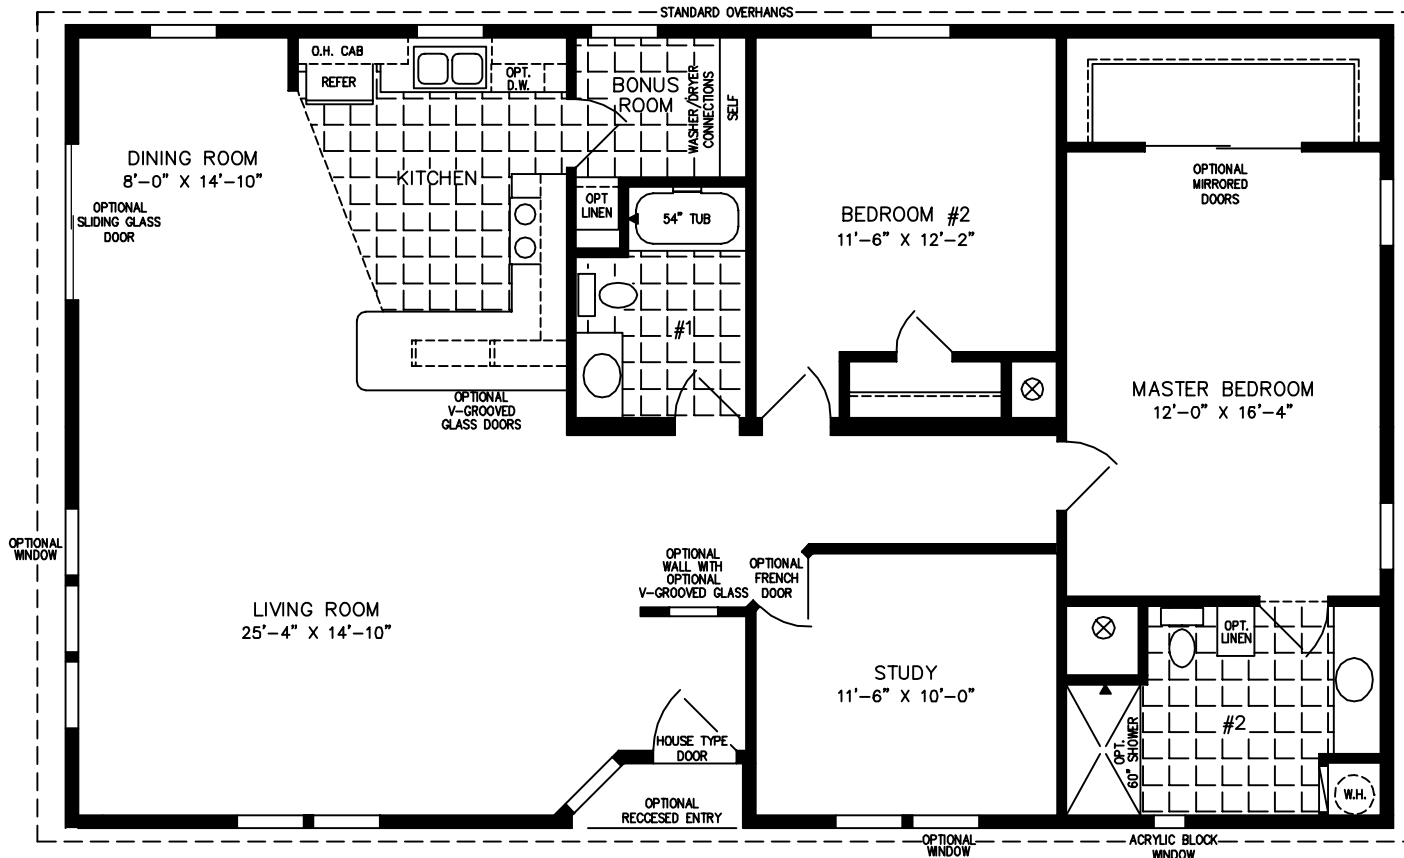 STANDARD OVERHANGS
O.H. CAB
REFER
OPT.
D.W.
BONUS
ROOM
WASHER/DRYER
CONNECTIONS
SELF
DINING ROOM
8'-0" X 14'-10"
OPTIONAL
SLIDING GLASS
DOOR
KITCHEN
OPT
LINEN
54" TUB
BEDROOM #2
11'-6" X 12'-2"
OPTIONAL
MIRRORED
DOORS
#1
OPTIONAL
V-GROOVED
GLASS DOORS
MASTER BEDROOM
12'-0" X 16'-4"
OPTIONAL
WINDOW
OPTIONAL
WALL WITH
OPTIONAL
V-GROOVED GLASS
OPTIONAL
FRENCH
DOOR
LIVING ROOM
25'-4" X 14'-10"
OPT.
LINEN
STUDY
11'-6" X 10'-0"
#2
OPT.
60" SHOWER
HOUSE TYPE
DOOR
W.H.
OPTIONAL
RECCESED ENTRY
OPTIONAL
WINDOW
ACRYLIC BLOCK
WINDOW